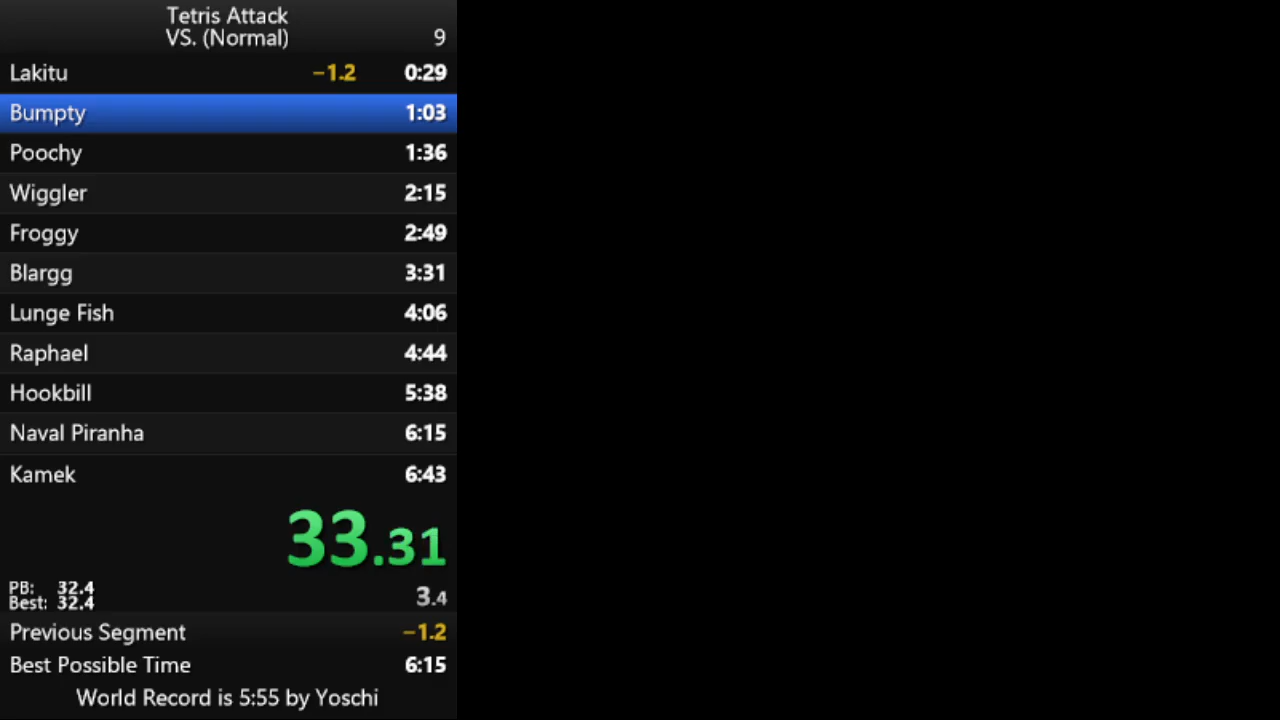 Tetris Attack
VS. (Normal) 9
Lakitu −1.2 0:29
Bumpty 1:03
Poochy 1:36
Wiggler 2:15
Froggy 2:49
Blargg 3:31
Lunge Fish 4:06
Raphael 4:44
Hookbill 5:38
Naval Piranha 6:15
Kamek 6:43
33.31
PB: 32.4
Best: 32.4 3.4
Previous Segment −1.2
Best Possible Time 6:15
World Record is 5:55 by Yoschi